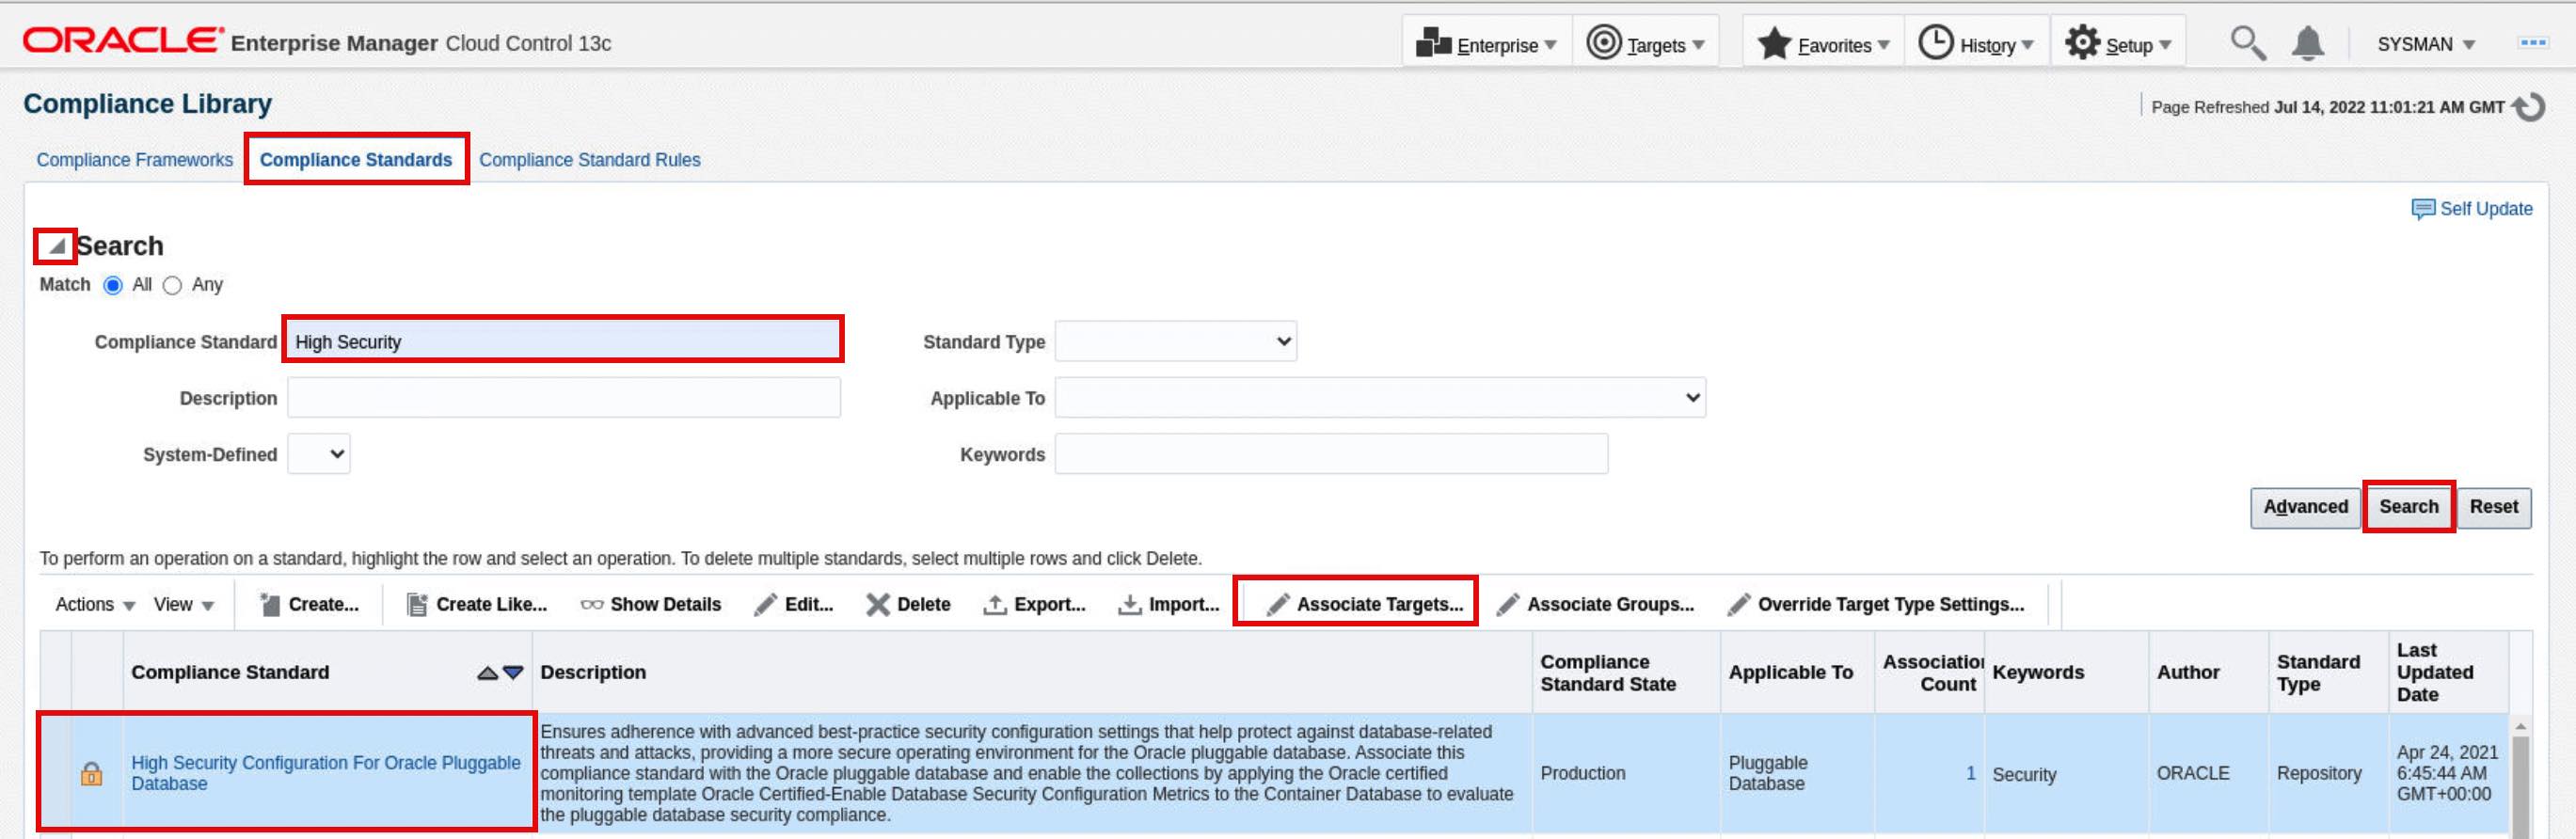 ORACLE Enterprise Manager Cloud Control 13c
Enterprise Targets Favorites History Setup SYSMAN
Compliance Library
Page Refreshed Jul 14, 2022 11:01:21 AM GMT
Compliance Frameworks Compliance Standards Compliance Standard Rules
Self Update
Search
Match All Any
Compliance Standard High Security Standard Type
Description Applicable To
System-Defined Keywords
Advanced Search Reset
To perform an operation on a standard, highlight the row and select an operation. To delete multiple standards, select multiple rows and click Delete.
Actions View Create... Create Like... Show Details Edit... Delete Export... Import... Associate Targets... Associate Groups... Override Target Type Settings...
Compliance Standard
Description
Compliance
Standard State
Applicable To
Association
Count
Keywords
Author
Standard
Type
Last
Updated
Date
High Security Configuration For Oracle Pluggable
Database
Ensures adherence with advanced best-practice security configuration settings that help protect against database-related
threats and attacks, providing a more secure operating environment for the Oracle pluggable database. Associate this
compliance standard with the Oracle pluggable database and enable the collections by applying the Oracle certified
monitoring template Oracle Certified-Enable Database Security Configuration Metrics to the Container Database to evaluate
the pluggable database security compliance.
Production
Pluggable
Database
1
Security
ORACLE
Repository
Apr 24, 2021
6:45:44 AM
GMT+00:00